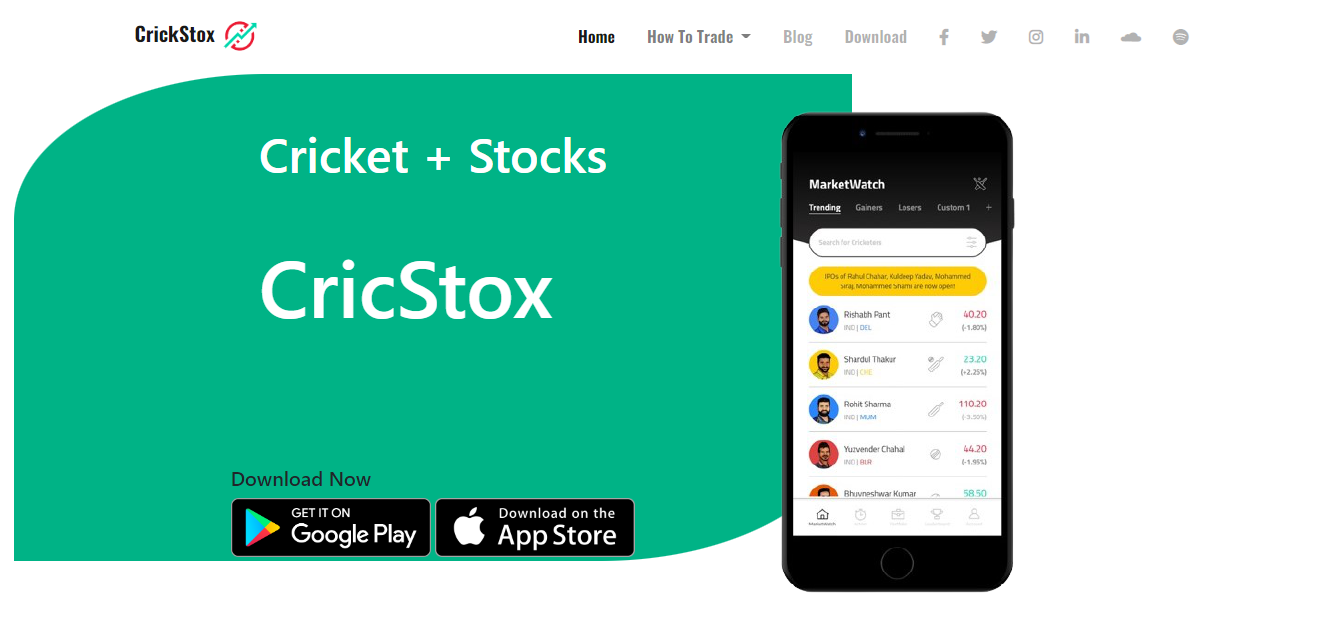 CrickStox
Home
How To Trade
Blog
Download
Cricket + Stocks
CricStox
Download Now
GET IT ON
Google Play
Download on the
App Store
MarketWatch
Trending
Gainers
Losers
Custom 1
+
Search for Cricketers
IPOs of Rahul Chahar, Kuldeep Yadav, Mohammed
Siraj, Mohammed Shami are now open!
Rishabh Pant
40.20
IND | DEL
(-1.80%)
Shardul Thakur
23.20
IND | CHE
(+2.25%)
Rohit Sharma
110.20
IND | MUM
(-3.50%)
Yuzvender Chahal
44.20
IND | BLR
(-1.95%)
Bhuvneshwar Kumar
58.50
MarketWatch